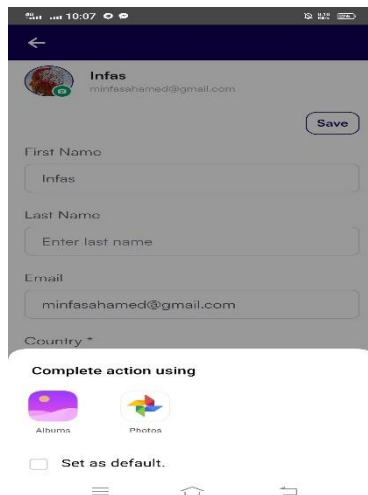 10:07
Infas
minfasahamed@gmail.com
Save
First Name
Infas
Last Name
Enter last name
Email
minfasahamed@gmail.com
Country *
Complete action using
Albums
Photos
Set as default.